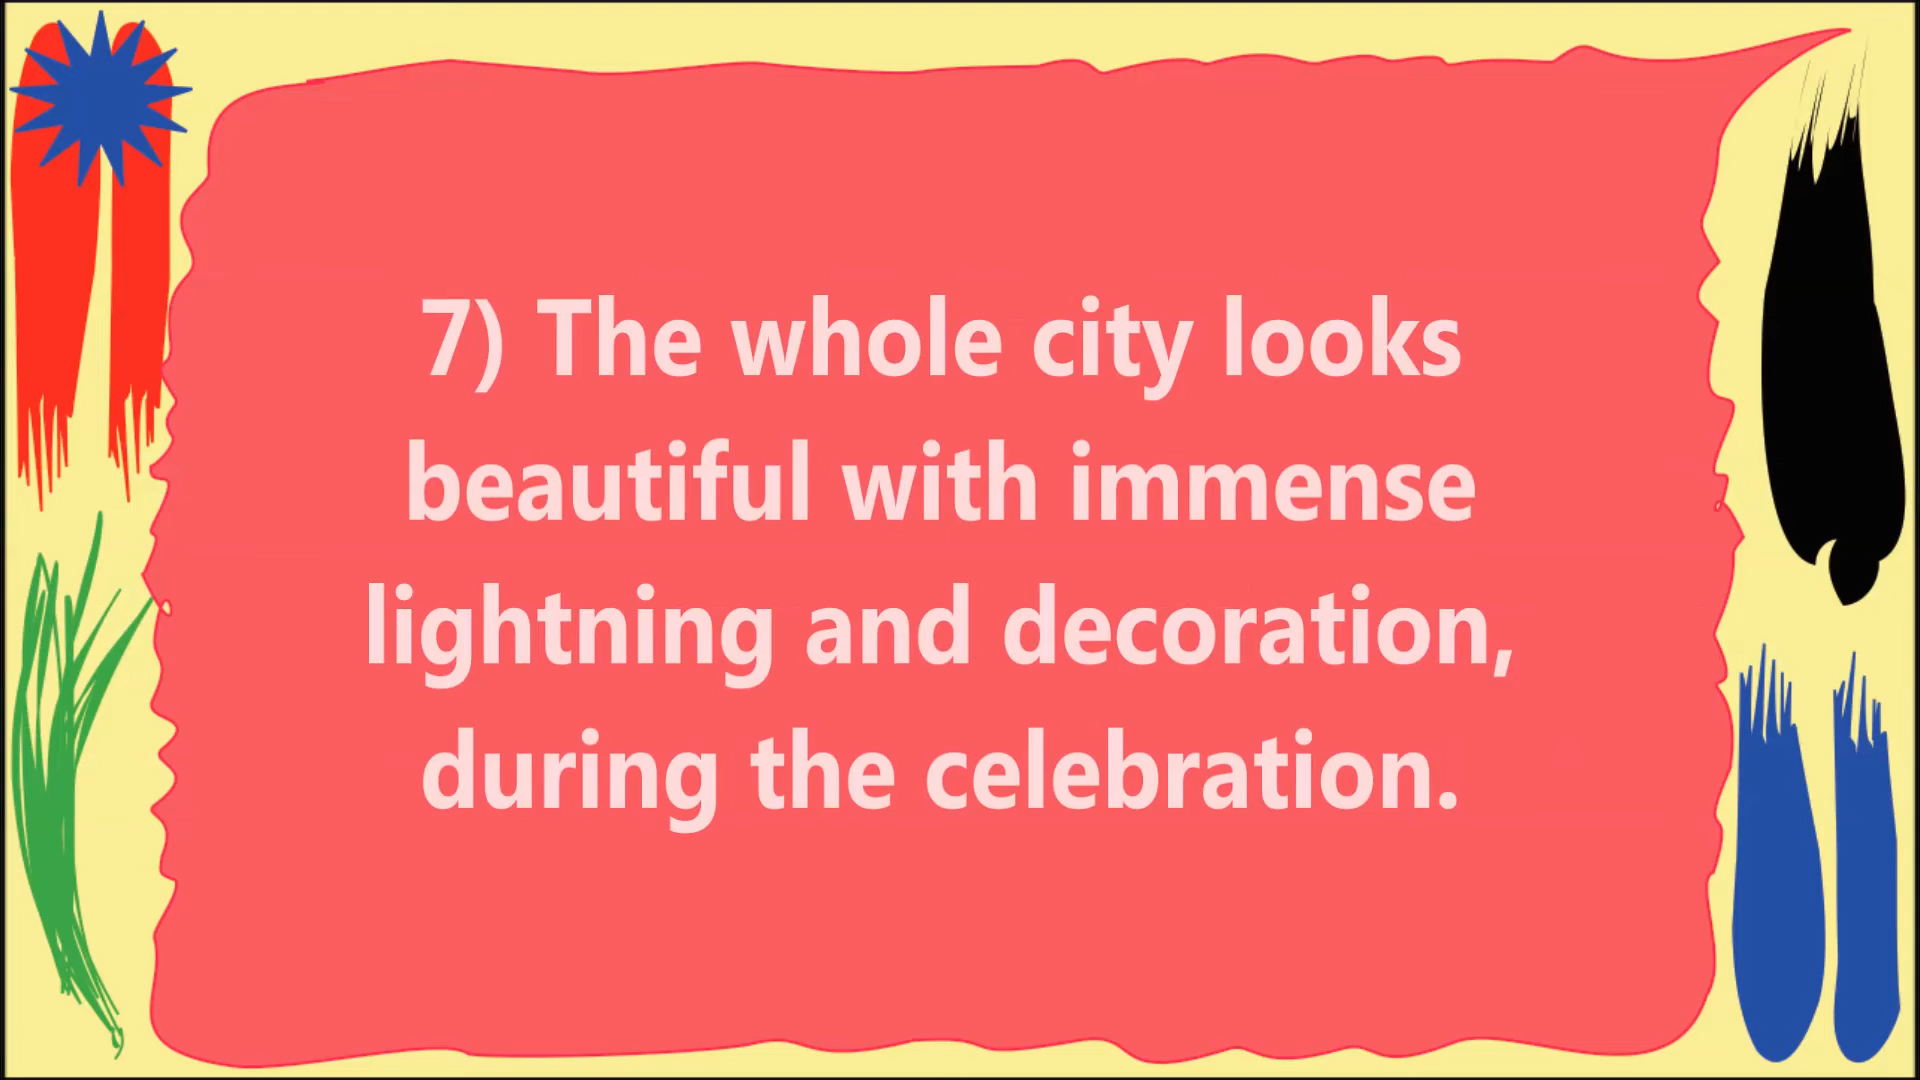 7) The whole city looks
beautiful with immense
lightning and decoration,
during the celebration.